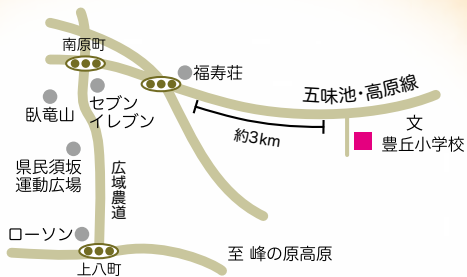 南原町
福寿荘
五味池・高原線
セブン
イレブン
臥竜山
約3km
文
豊丘小学校
県民須坂
運動広場
広域農道
ローソン
至 峰の原高原
上八町